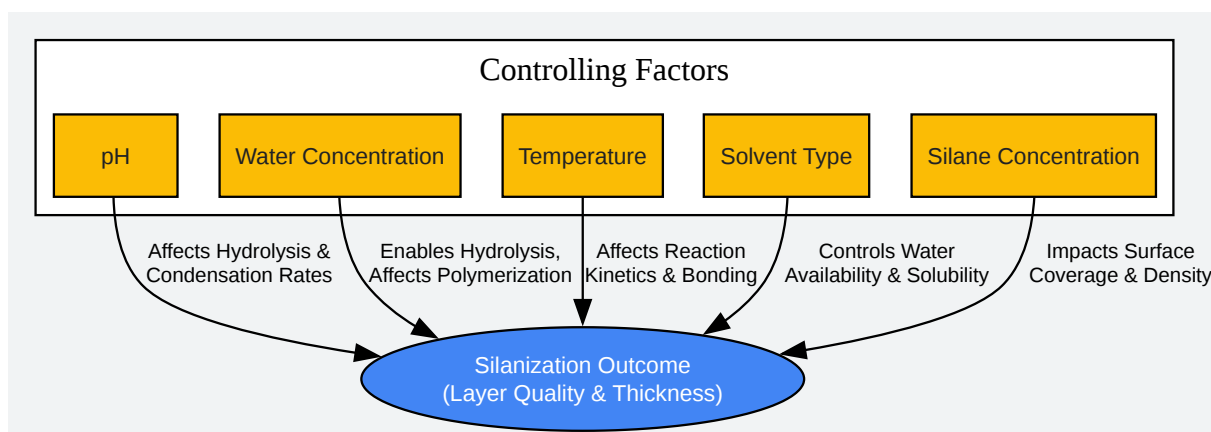 Controlling Factors
pH
Water Concentration
Temperature
Solvent Type
Silane Concentration
Affects Hydrolysis &
Condensation Rates
Enables Hydrolysis,
Affects Polymerization
Affects Reaction
Kinetics & Bonding
Controls Water
Availability & Solubility
Impacts Surface
Coverage & Density
Silanization Outcome
(Layer Quality & Thickness)